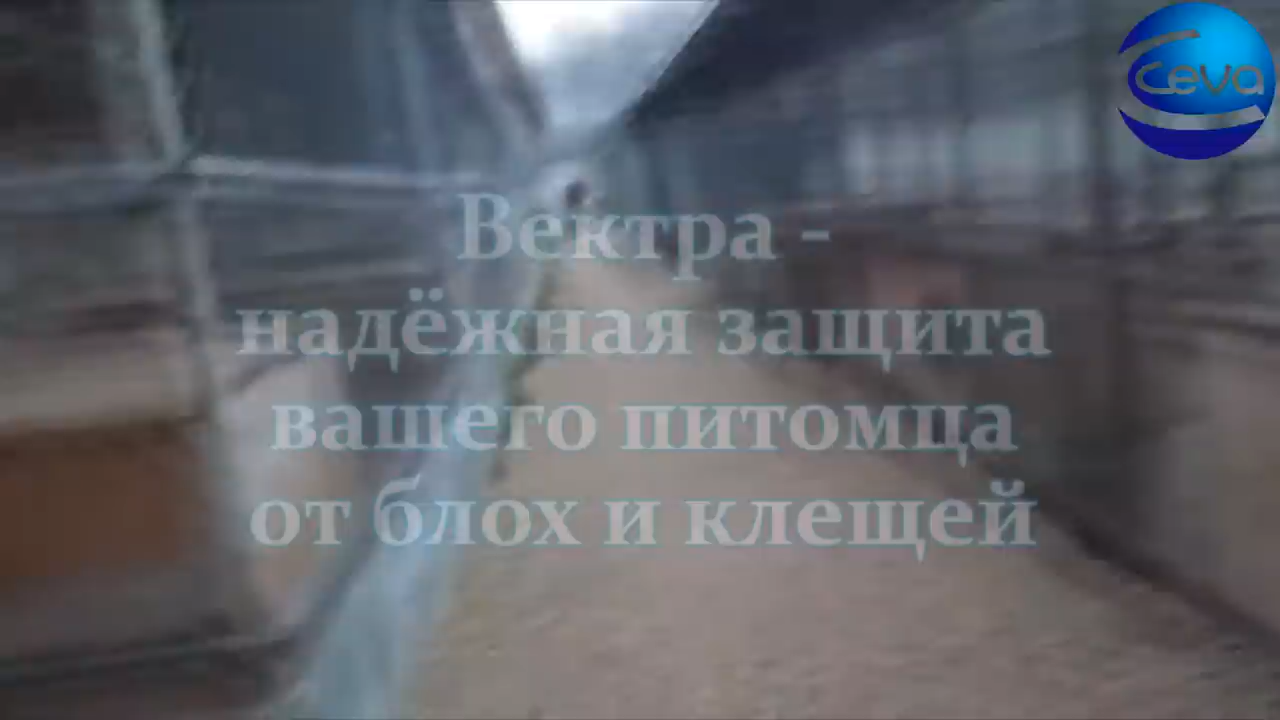 Ceva
Вектра -
надёжная защита
вашего питомца
от блох и клещей